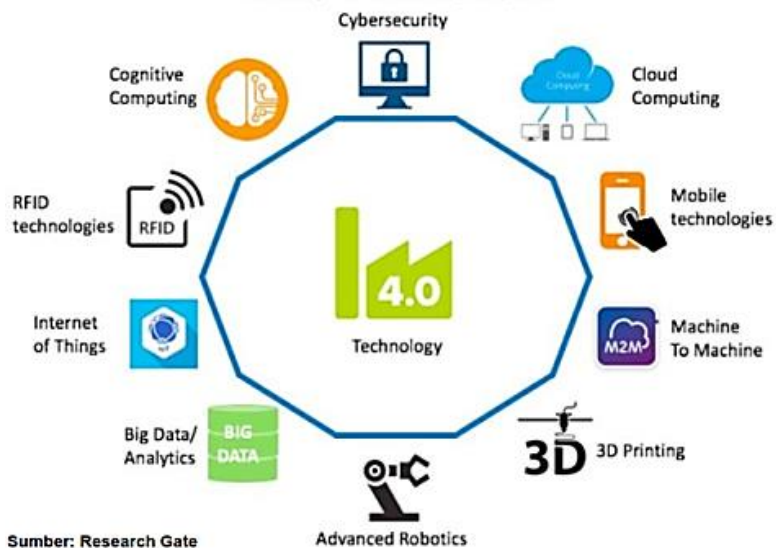 Cybersecurity
Cognitive
Computing
Cloud
Computing
Cloud
Computing
RFID
technologies
RFID
Mobile
technologies
4.0
Technology
Internet
of Things
IoT
M2M
Machine
To Machine
Big Data/
Analytics
BIG
DATA
3D
3D Printing
Advanced Robotics
Sumber: Research Gate